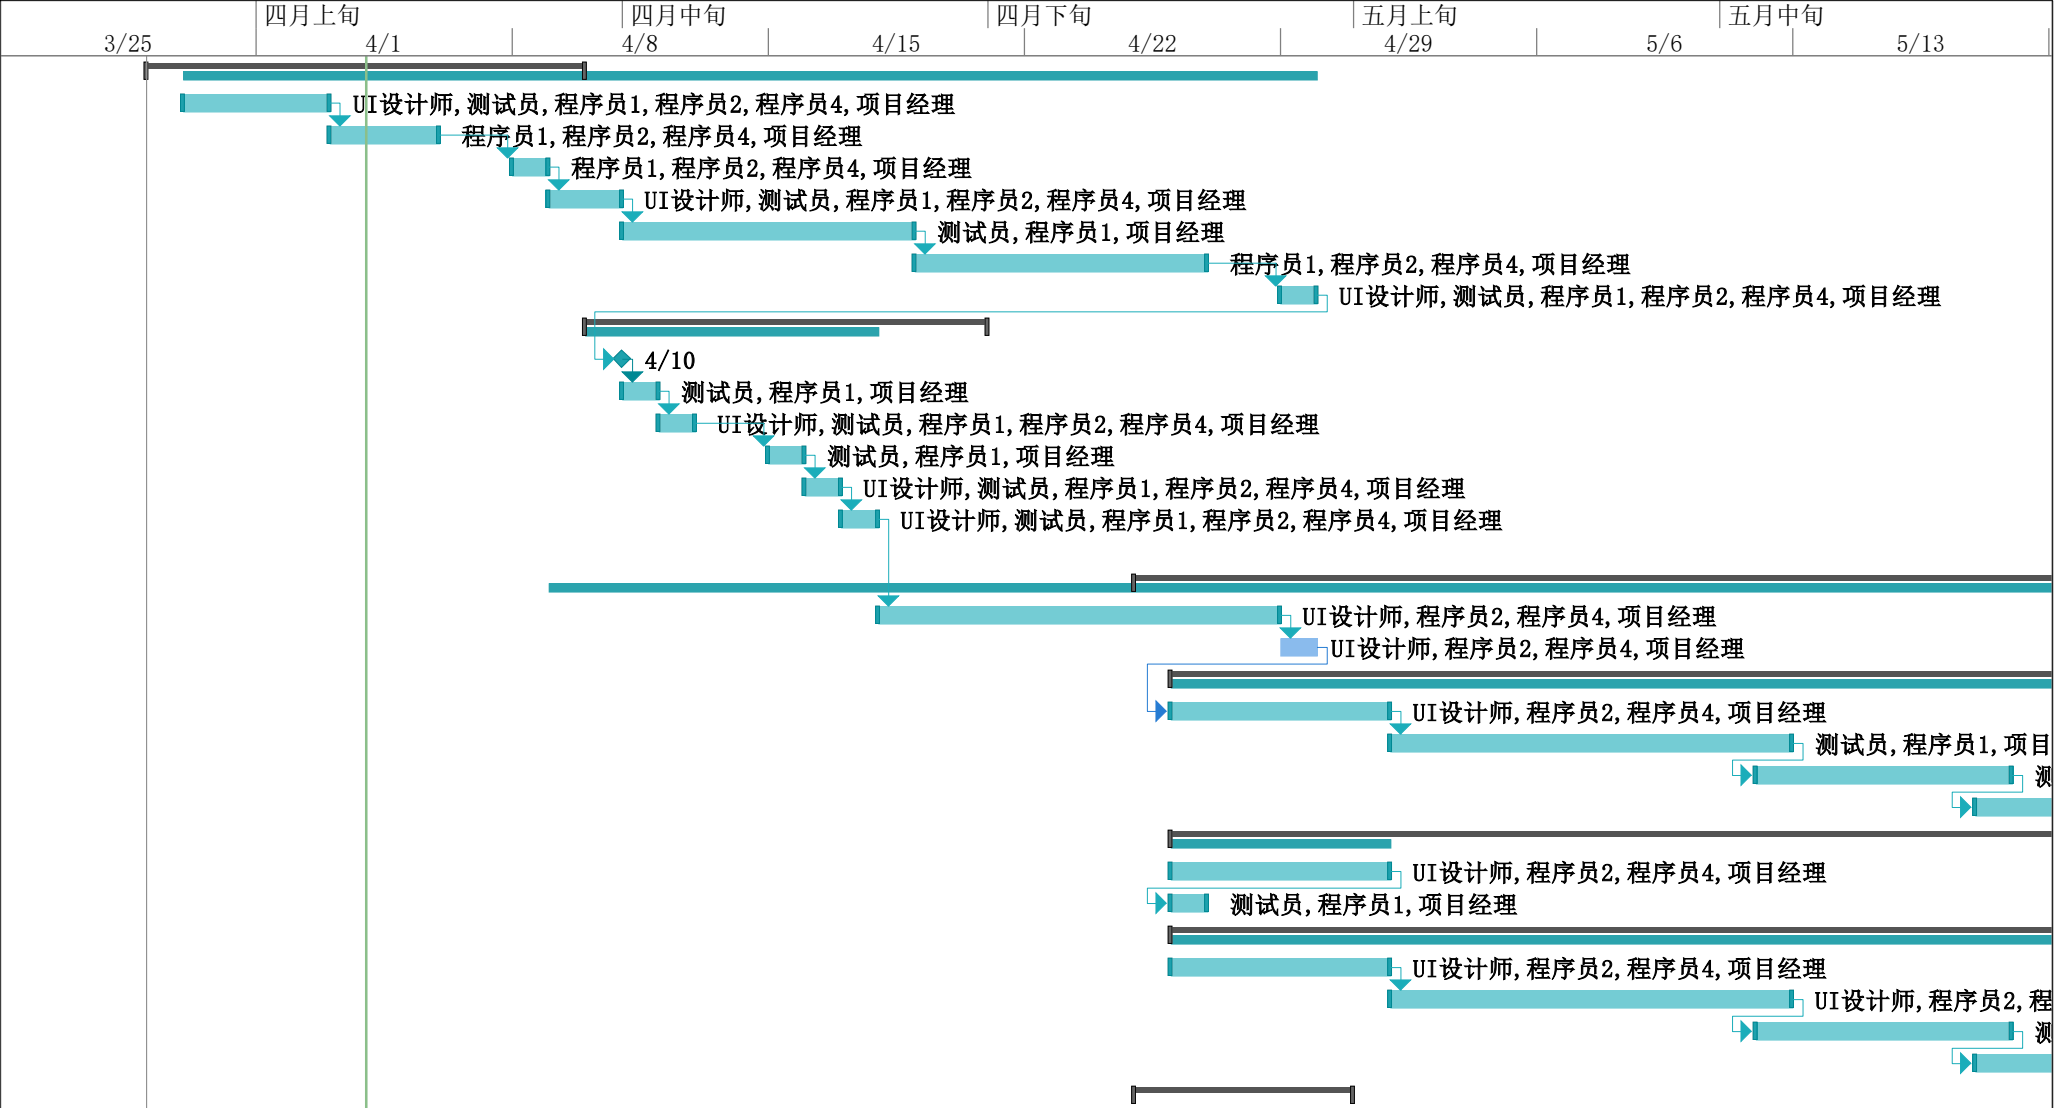 四月上旬 四月中旬 四月下旬 五月上旬 五月中旬
3/25 4/1 4/8 4/15 4/22 4/29 5/6 5/13
UI设计师,测试员,程序员1,程序员2,程序员4,项目经理
程序员1,程序员2,程序员4,项目经理
程序员1,程序员2,程序员4,项目经理
UI设计师,测试员,程序员1,程序员2,程序员4,项目经理
测试员,程序员1,项目经理
程序员1,程序员2,程序员4,项目经理
UI设计师,测试员,程序员1,程序员2,程序员4,项目经理
4/10
测试员,程序员1,项目经理
UI设计师,测试员,程序员1,程序员2,程序员4,项目经理
测试员,程序员1,项目经理
UI设计师,测试员,程序员1,程序员2,程序员4,项目经理
UI设计师,测试员,程序员1,程序员2,程序员4,项目经理
UI设计师,程序员2,程序员4,项目经理
UI设计师,程序员2,程序员4,项目经理
UI设计师,程序员2,程序员4,项目经理
测试员,程序员1,项目
测
UI设计师,程序员2,程序员4,项目经理
测试员,程序员1,项目经理
UI设计师,程序员2,程序员4,项目经理
UI设计师,程序员2,程
测